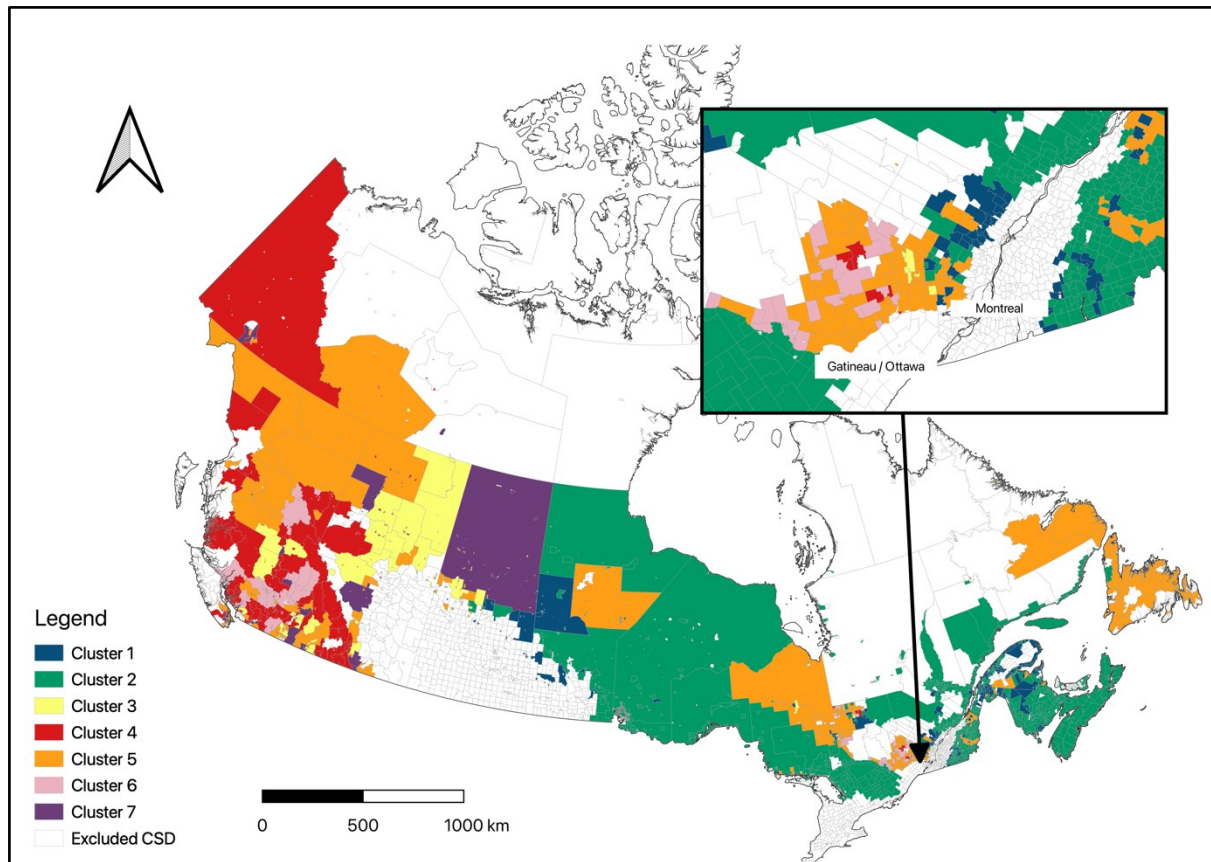 Montreal
Gatineau / Ottawa
Legend
Cluster 1
Cluster 2
Cluster 3
Cluster 4
Cluster 5
Cluster 6
Cluster 7
Excluded CSD
0 500 1000 km